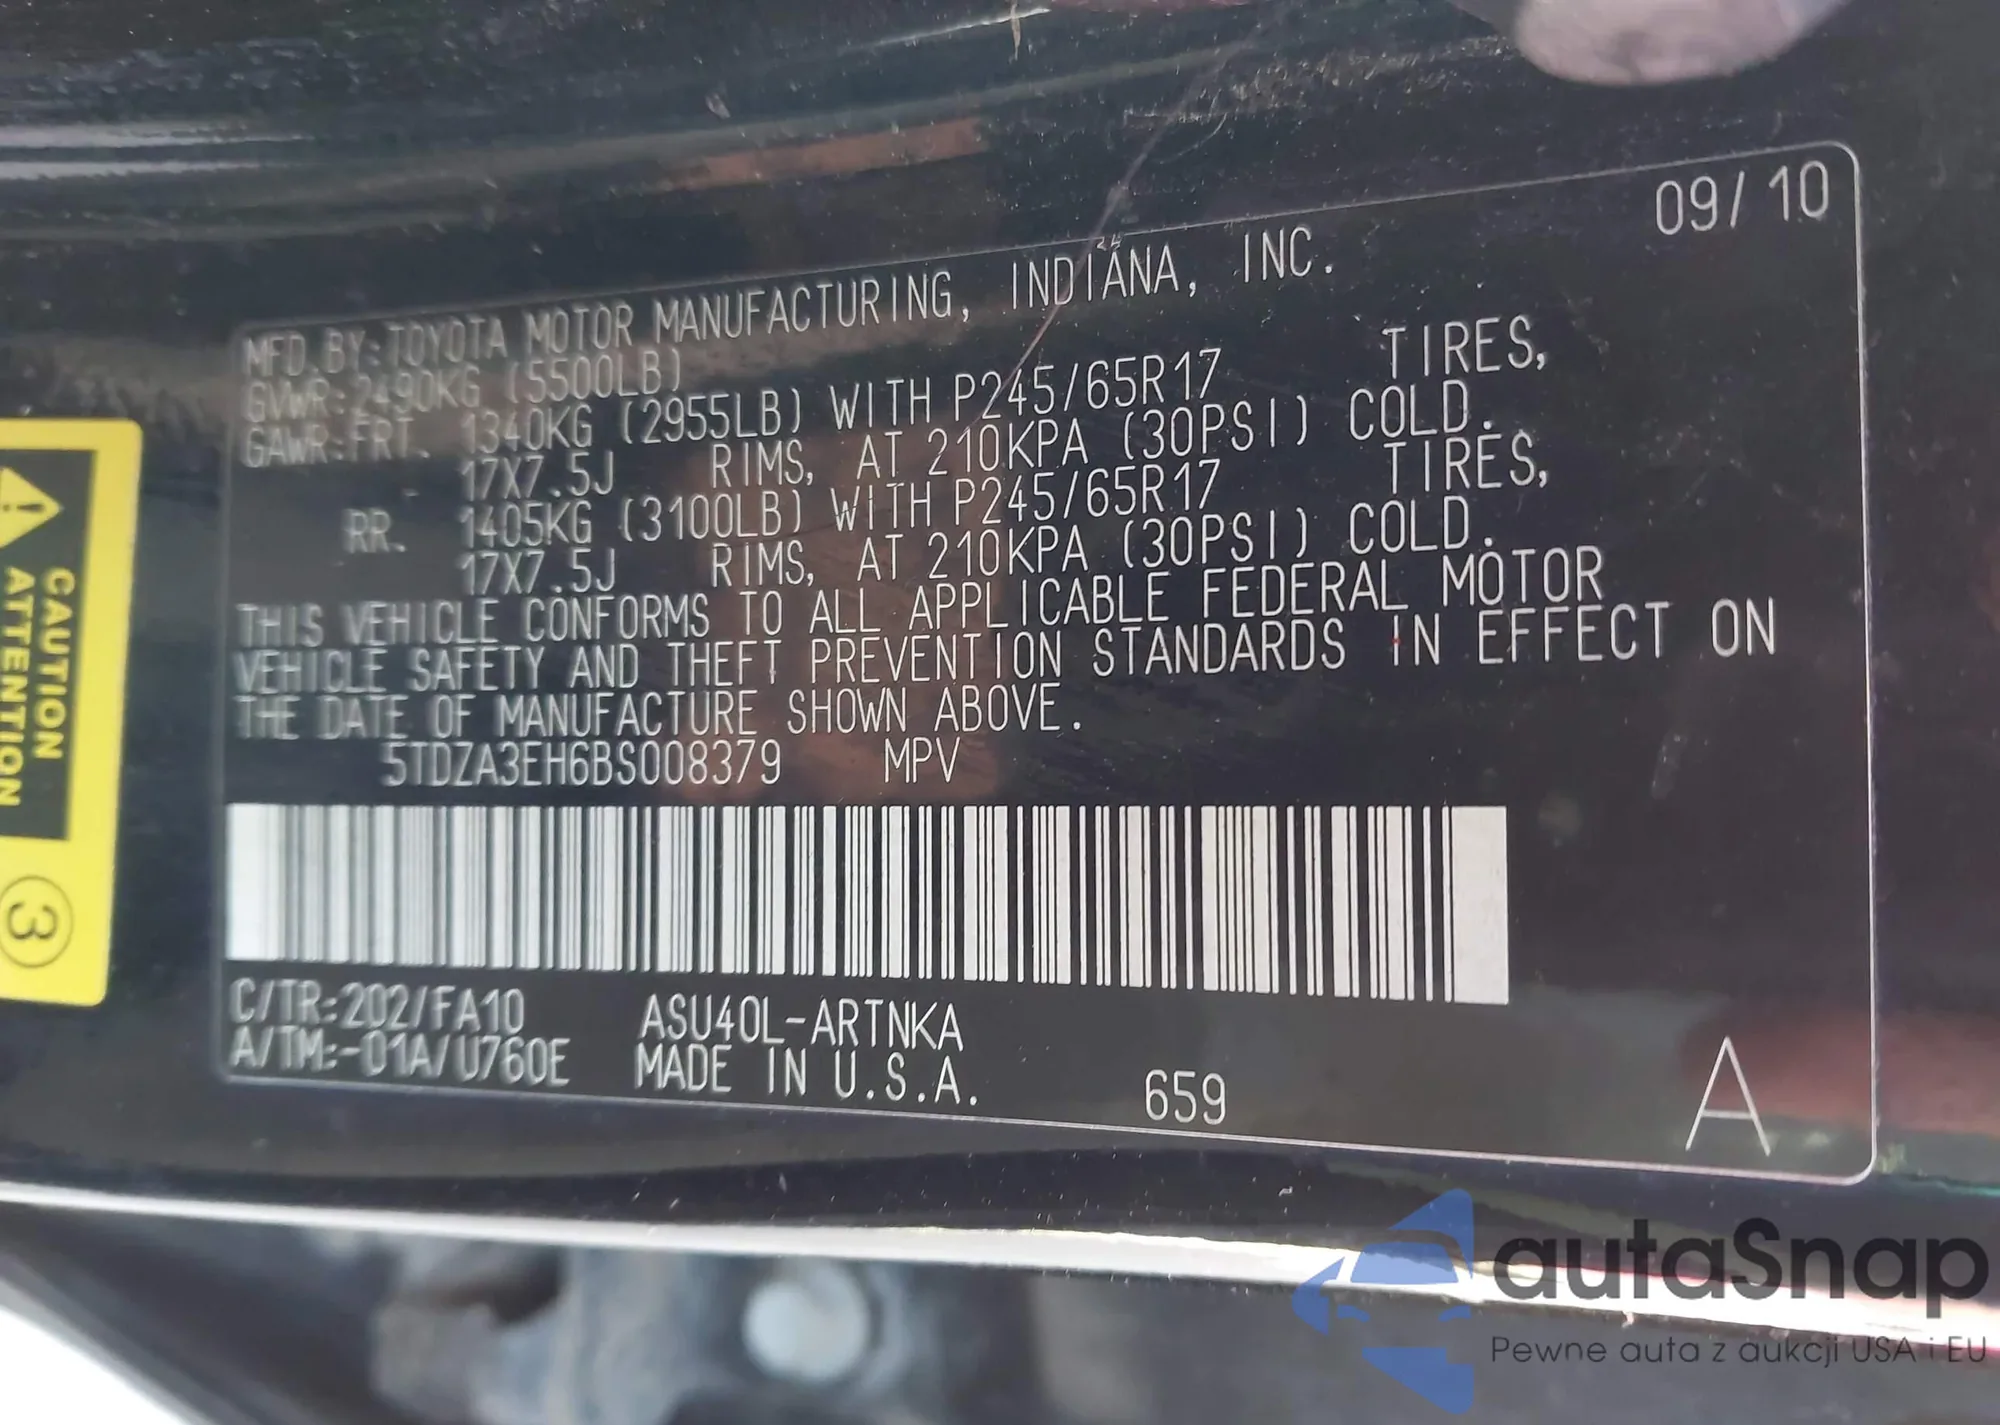 09/10
MFD.BY:TOYOTA MOTOR MANUFACTURING, INDIANA, INC.
GVWR:2490KG (5500LB)
GAWR:FRT. 1340KG (2955LB) WITH P245/65R17 TIRES,
17X7.5J RIMS, AT 210KPA (30PSI) COLD.
RR. 1405KG (3100LB) WITH P245/65R17 TIRES,
17X7.5J RIMS, AT 210KPA (30PSI) COLD.
THIS VEHICLE CONFORMS TO ALL APPLICABLE FEDERAL MOTOR
VEHICLE SAFETY AND THEFT PREVENTION STANDARDS IN EFFECT ON
THE DATE OF MANUFACTURE SHOWN ABOVE.
5TDZA3EH6BS008379 MPV
C/TR:202/FA10 ASU40L-ARTNKA
A/TM:-01A/U760E MADE IN U.S.A.
659
A
CAUTION
ATTENTION
3
autaSnap
Pewne auta z aukcji USA i EU